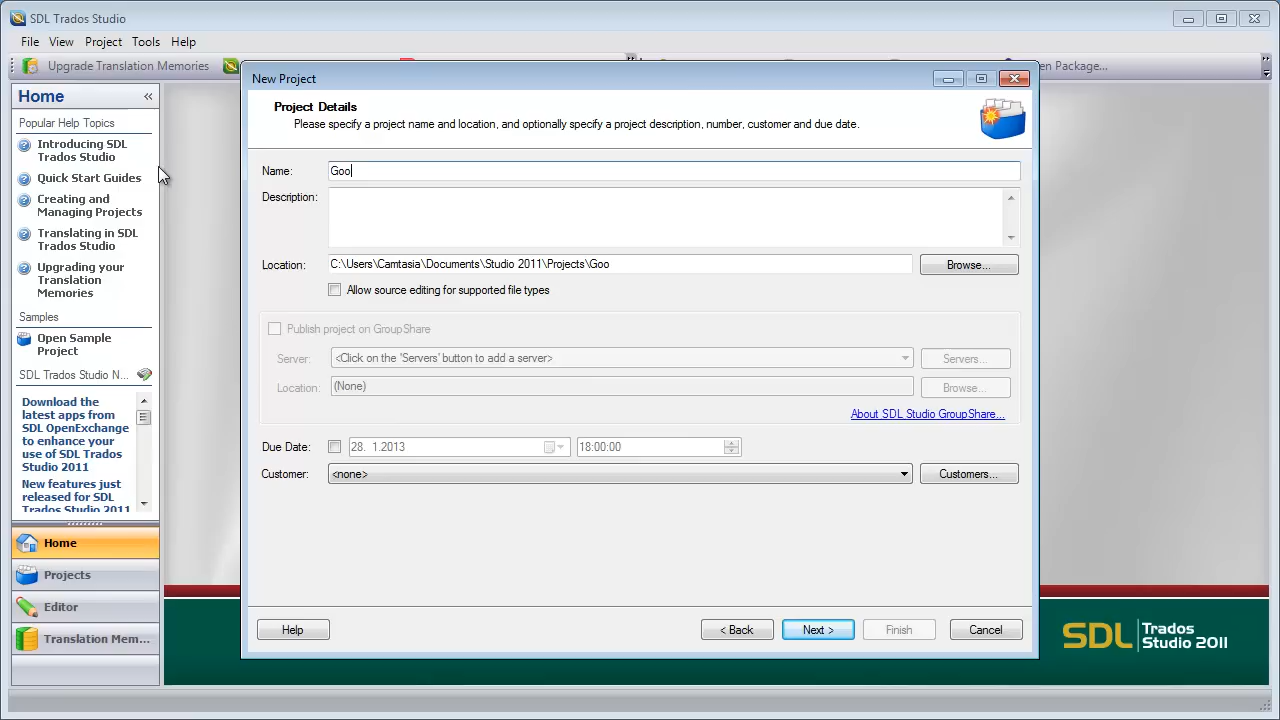 SDL Trados Studio
File View Project Tools Help
Upgrade Translation Memories
en Package...
New Project
Home
Popular Help Topics
Introducing SDL
Trados Studio
Quick Start Guides
Creating and
Managing Projects
Translating in SDL
Trados Studio
Upgrading your
Translation
Memories
Samples
Open Sample
Project
SDL Trados Studio N...
Download the
latest apps from
SDL OpenExchange
to enhance your
use of SDL Trados
Studio 2011
New features just
released for SDL
Trados Studio 2011
Home
Projects
Editor
Translation Mem...
Project Details
Please specify a project name and location, and optionally specify a project description, number, customer and due date.
Name: Goo
Description:
Location: C:\Users\Camtasia\Documents\Studio 2011\Projects\Goo Browse...
Allow source editing for supported file types
Publish project on GroupShare
Server: <Click on the 'Servers' button to add a server> Servers...
Location: (None) Browse...
About SDL Studio GroupShare...
Due Date: 28. 1.2013 18:00:00
Customer: <none> Customers...
Help < Back Next > Finish Cancel
SDL Trados
Studio 2011